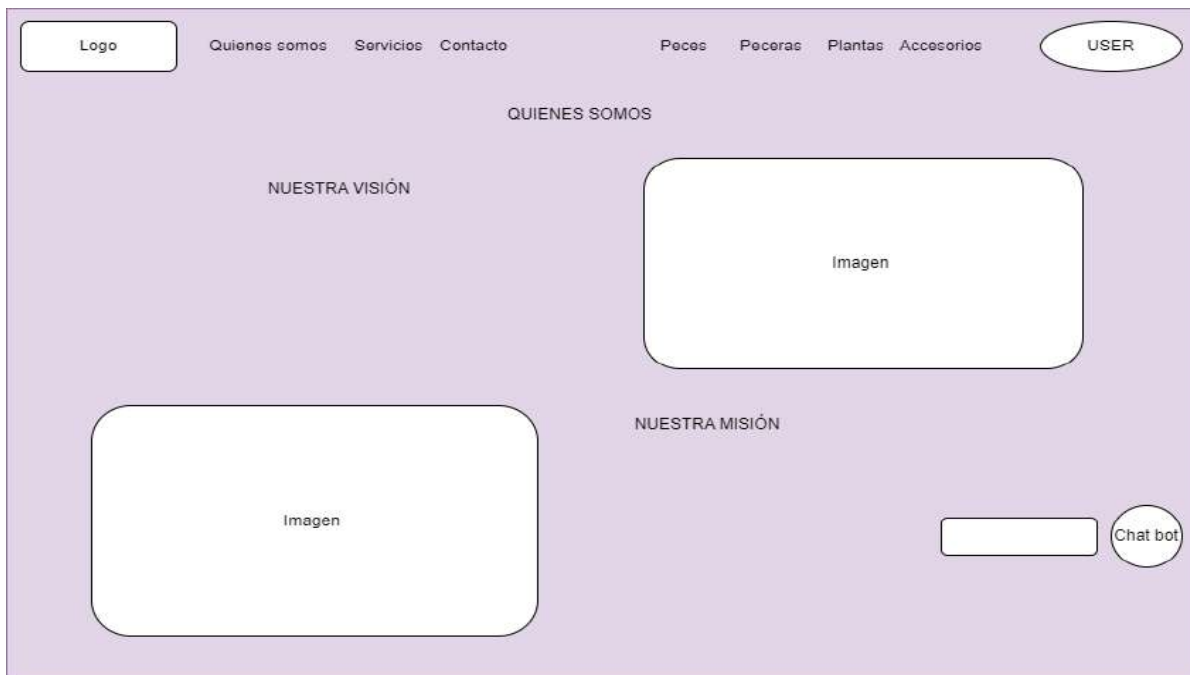 Logo
Quienes somos Servicios Contacto
Peces Peceras Plantas Accesorios
USER
QUIENES SOMOS
NUESTRA VISIÓN
Imagen
NUESTRA MISIÓN
Imagen
Chat bot